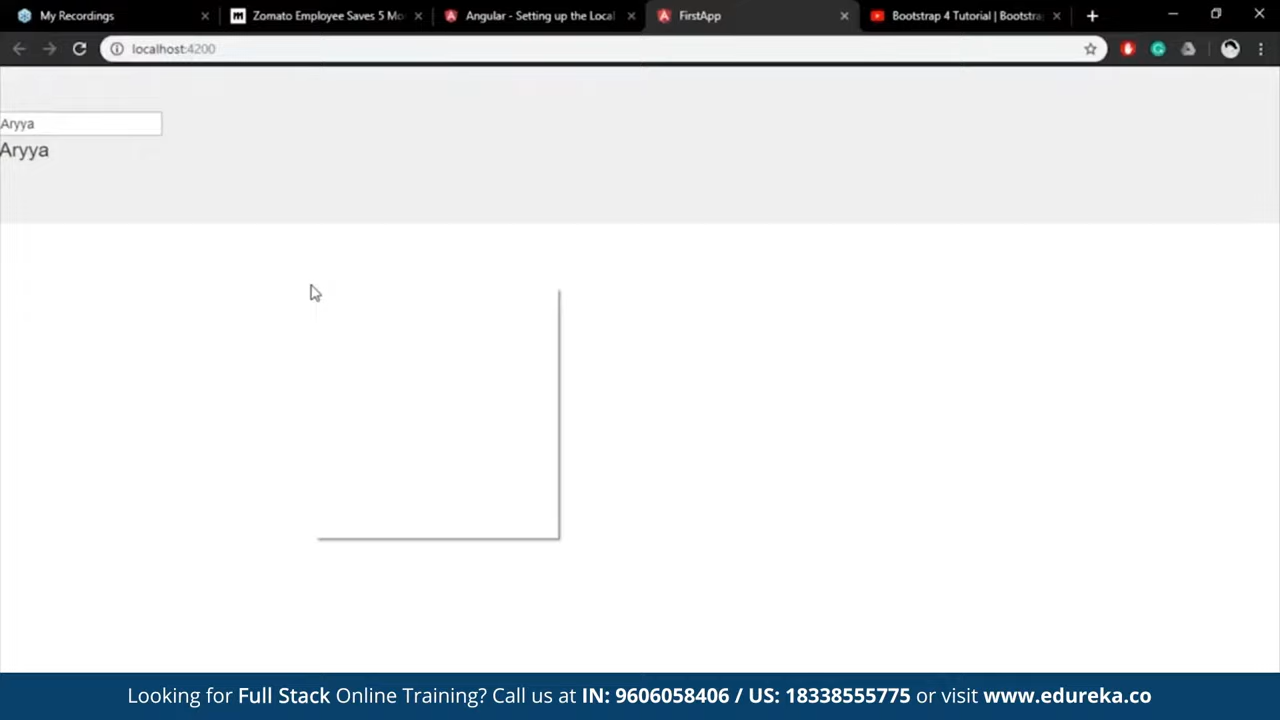 My Recordings
Zomato Employee Saves 5 Mo
Angular - Setting up the Local
FirstApp
Bootstrap 4 Tutorial | Bootstra
localhost:4200
Aryya
Aryya
Looking for Full Stack Online Training? Call us at IN: 9606058406 / US: 18338555775 or visit www.edureka.co